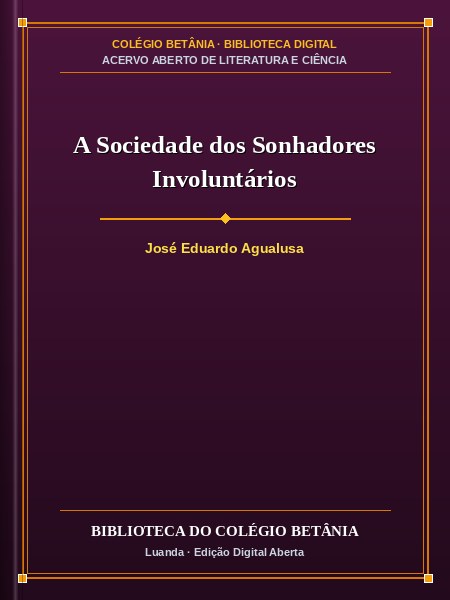 COLÉGIO BETÂNIA · BIBLIOTECA DIGITAL
ACERVO ABERTO DE LITERATURA E CIÊNCIA
A Sociedade dos Sonhadores
Involuntários
José Eduardo Agualusa
BIBLIOTECA DO COLÉGIO BETÂNIA
Luanda · Edição Digital Aberta